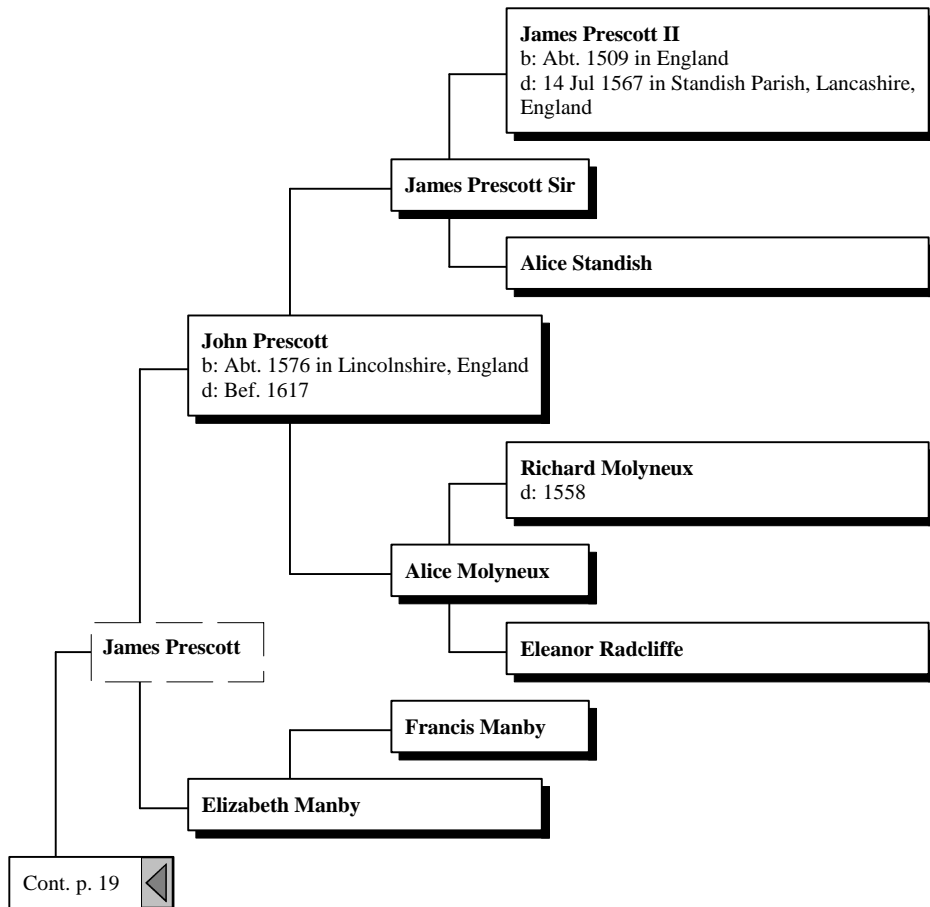 James Prescott II
b: Abt. 1509 in England
d: 14 Jul 1567 in Standish Parish, Lancashire,
England
James Prescott Sir
Alice Standish
John Prescott
b: Abt. 1576 in Lincolnshire, England
d: Bef. 1617
Richard Molyneux
d: 1558
Alice Molyneux
James Prescott
Eleanor Radcliffe
Francis Manby
Elizabeth Manby
Cont. p. 19